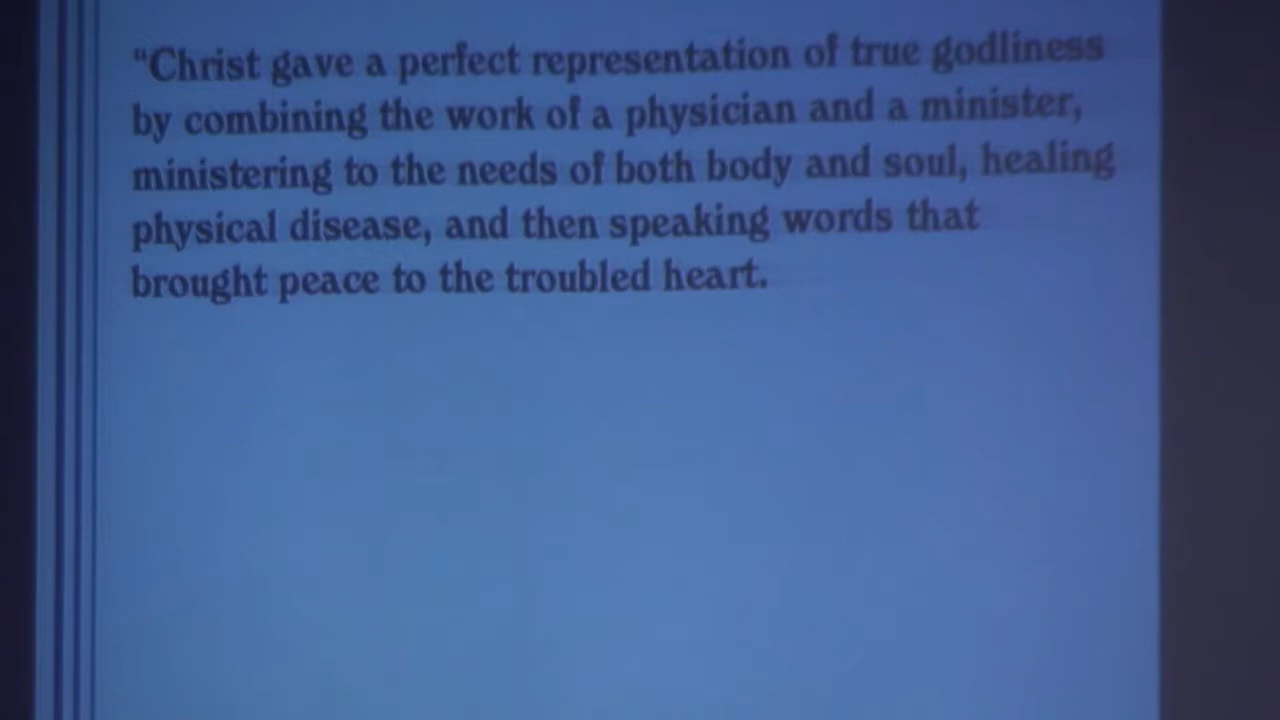 “Christ gave a perfect representation of true godliness
by combining the work of a physician and a minister,
ministering to the needs of both body and soul, healing
physical disease, and then speaking words that
brought peace to the troubled heart.